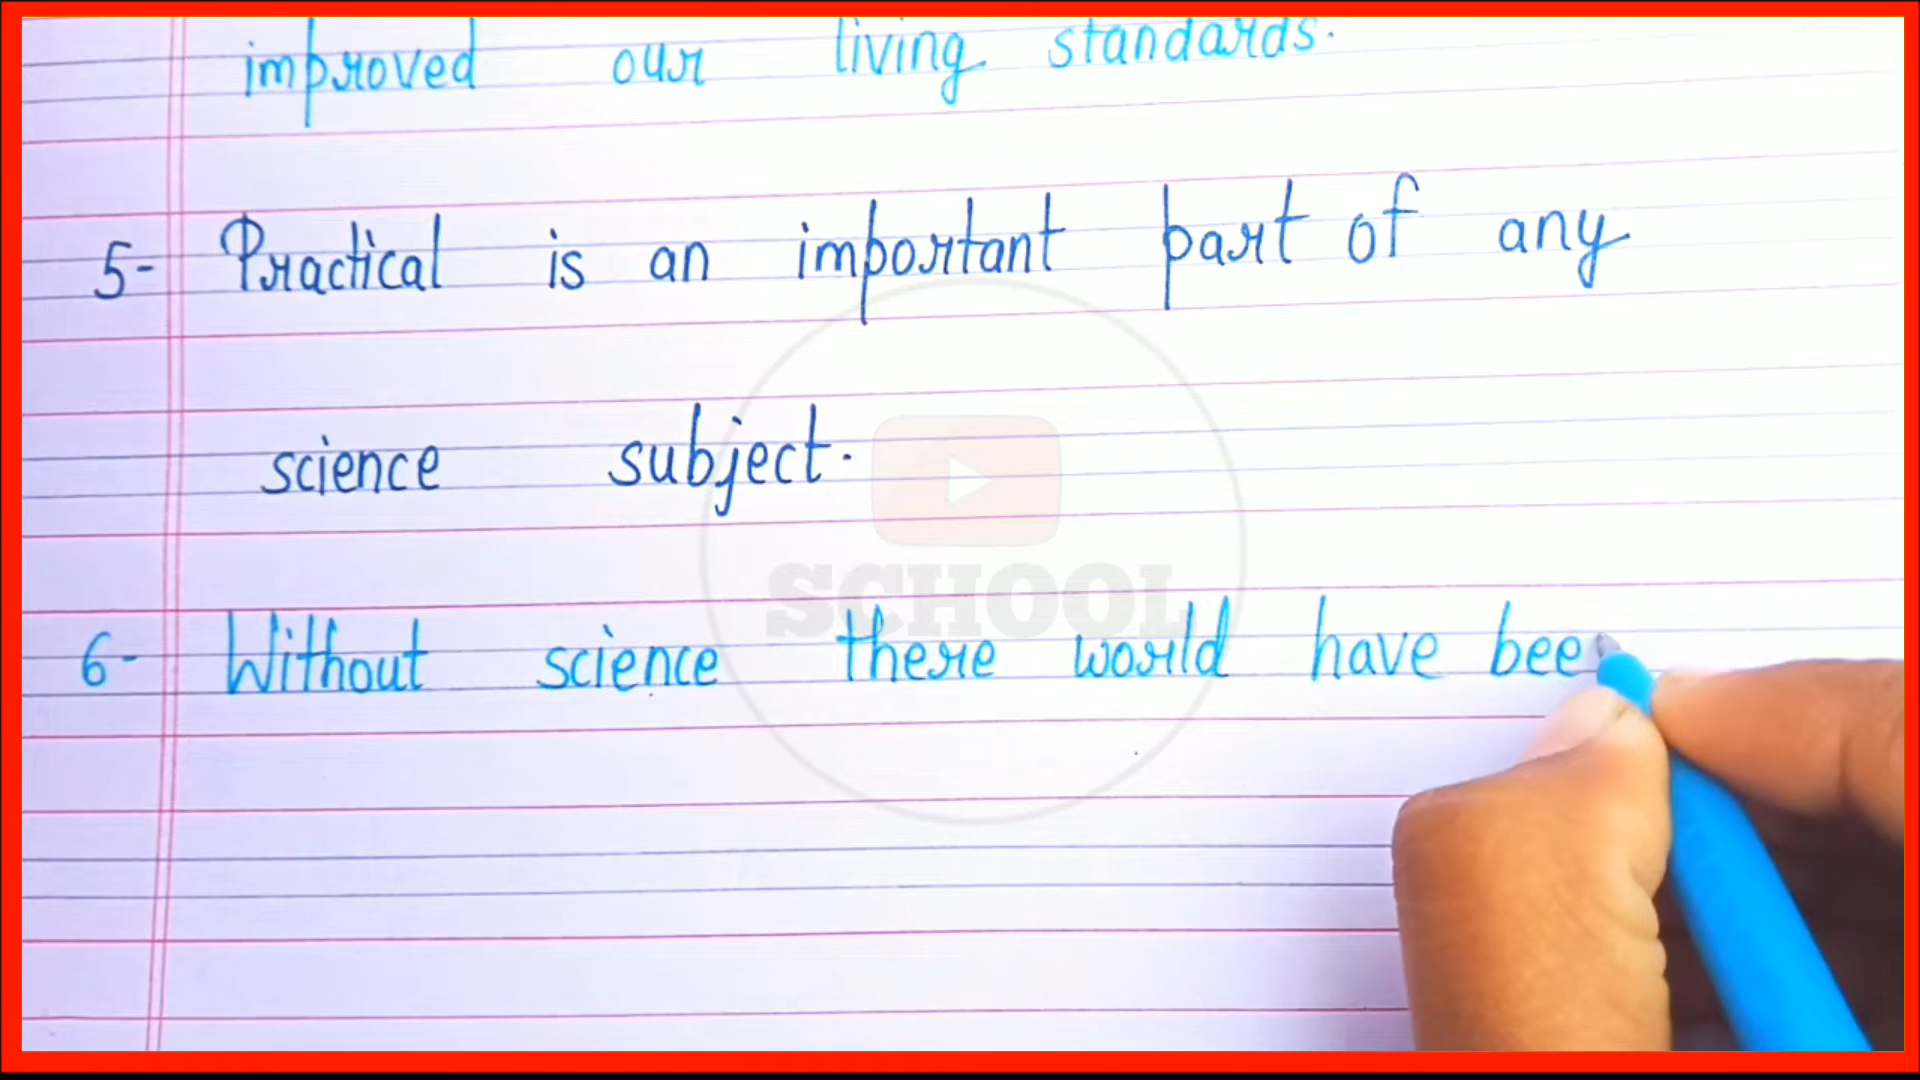 improved our living standards.
5- Practical is an important part of any
science subject.
SCHOOL
6- Without science there world have bee